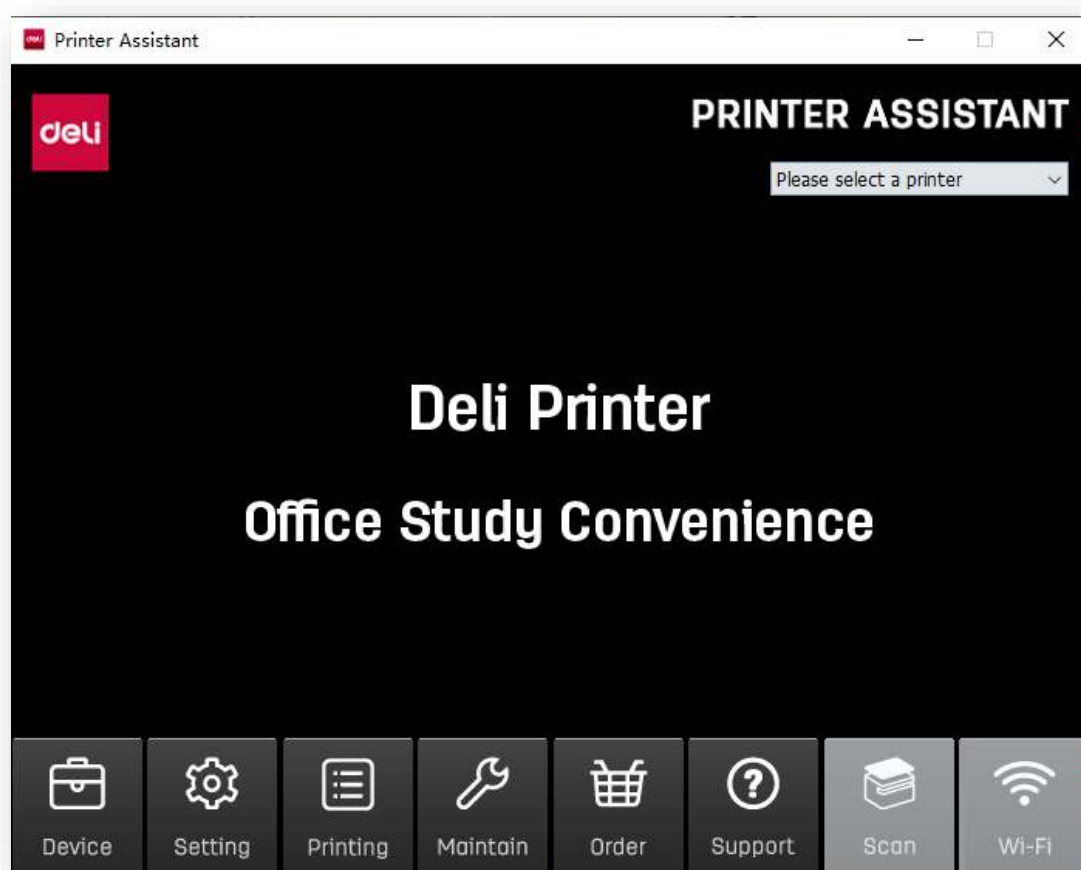 deli Printer Assistant
deli
PRINTER ASSISTANT
Please select a printer
Deli Printer
Office Study Convenience
Device Setting Printing Maintain Order Support Scan Wi-Fi